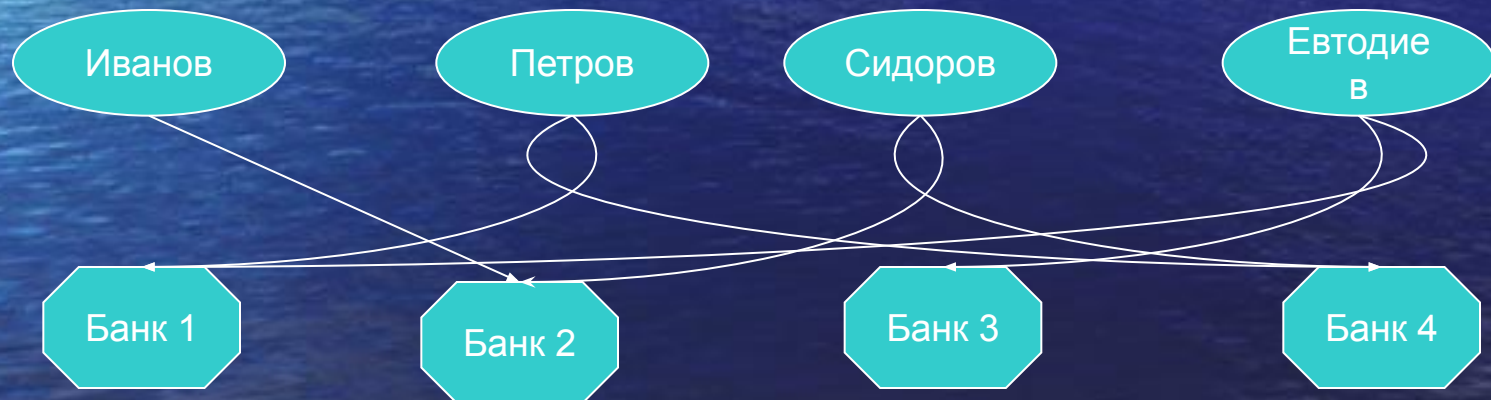 Иванов
Петров
Сидоров
Евтодие
в
Банк 1
Банк 2
Банк 3
Банк 4